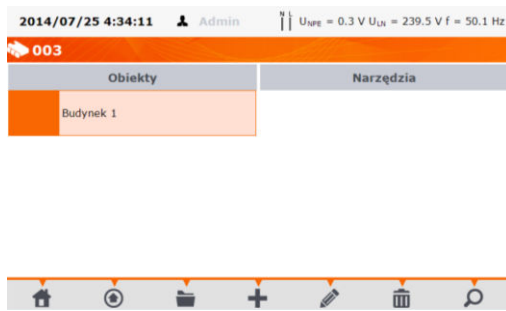 2014/07/25 4:34:11 Admin N L UNPE = 0.3 V ULN = 239.5 V f = 50.1 Hz
003
Obiekty Narzędzia
Budynek 1